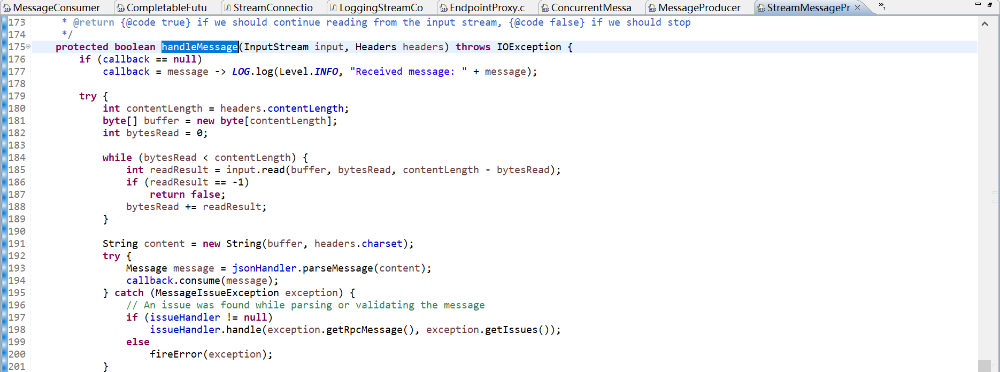 MessageConsumer CompletableFutu StreamConnectio LoggingStreamCo EndpointProxy.c ConcurrentMessa MessageProducer StreamMessagePr »1
173 * @return {@code true} if we should continue reading from the input stream, {@code false} if we should stop
174 */
175 protected boolean handleMessage(InputStream input, Headers headers) throws IOException {
176 if (callback == null)
177 callback = message -> LOG.log(Level.INFO, "Received message: " + message);
178
179 try {
180 int contentLength = headers.contentLength;
181 byte[] buffer = new byte[contentLength];
182 int bytesRead = 0;
183
184 while (bytesRead < contentLength) {
185 int readResult = input.read(buffer, bytesRead, contentLength - bytesRead);
186 if (readResult == -1)
187 return false;
188 bytesRead += readResult;
189 }
190
191 String content = new String(buffer, headers.charset);
192 try {
193 Message message = jsonHandler.parseMessage(content);
194 callback.consume(message);
195 } catch (MessageIssueException exception) {
196 // An issue was found while parsing or validating the message
197 if (issueHandler != null)
198 issueHandler.handle(exception.getRpcMessage(), exception.getIssues());
199 else
200 fireError(exception);
201 }